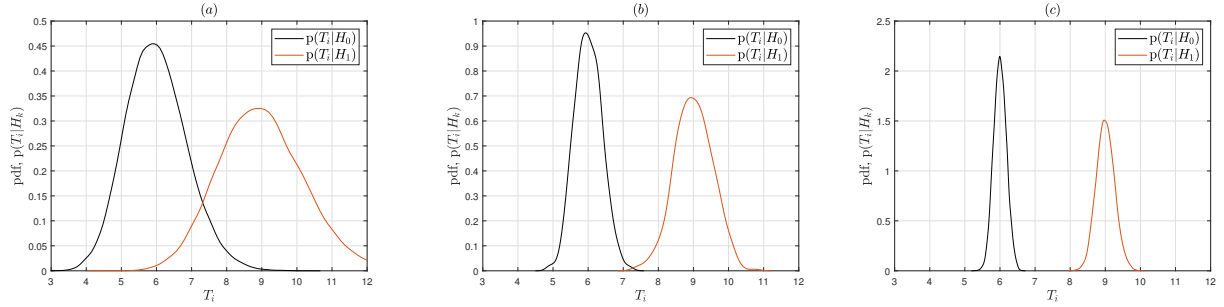 (a)
0.5
0.45
0.4
0.35
0.3
0.25
0.2
0.15
0.1
0.05
0
3 4 5 6 7 8 9 10 11 12
pdf, p(T_i|H_k)
T_i
p(T_i|H_0)
p(T_i|H_1)
(b)
1
0.9
0.8
0.7
0.6
0.5
0.4
0.3
0.2
0.1
0
3 4 5 6 7 8 9 10 11 12
pdf, p(T_i|H_k)
T_i
p(T_i|H_0)
p(T_i|H_1)
(c)
2.5
2
1.5
1
0.5
0
3 4 5 6 7 8 9 10 11 12
pdf, p(T_i|H_k)
T_i
p(T_i|H_0)
p(T_i|H_1)